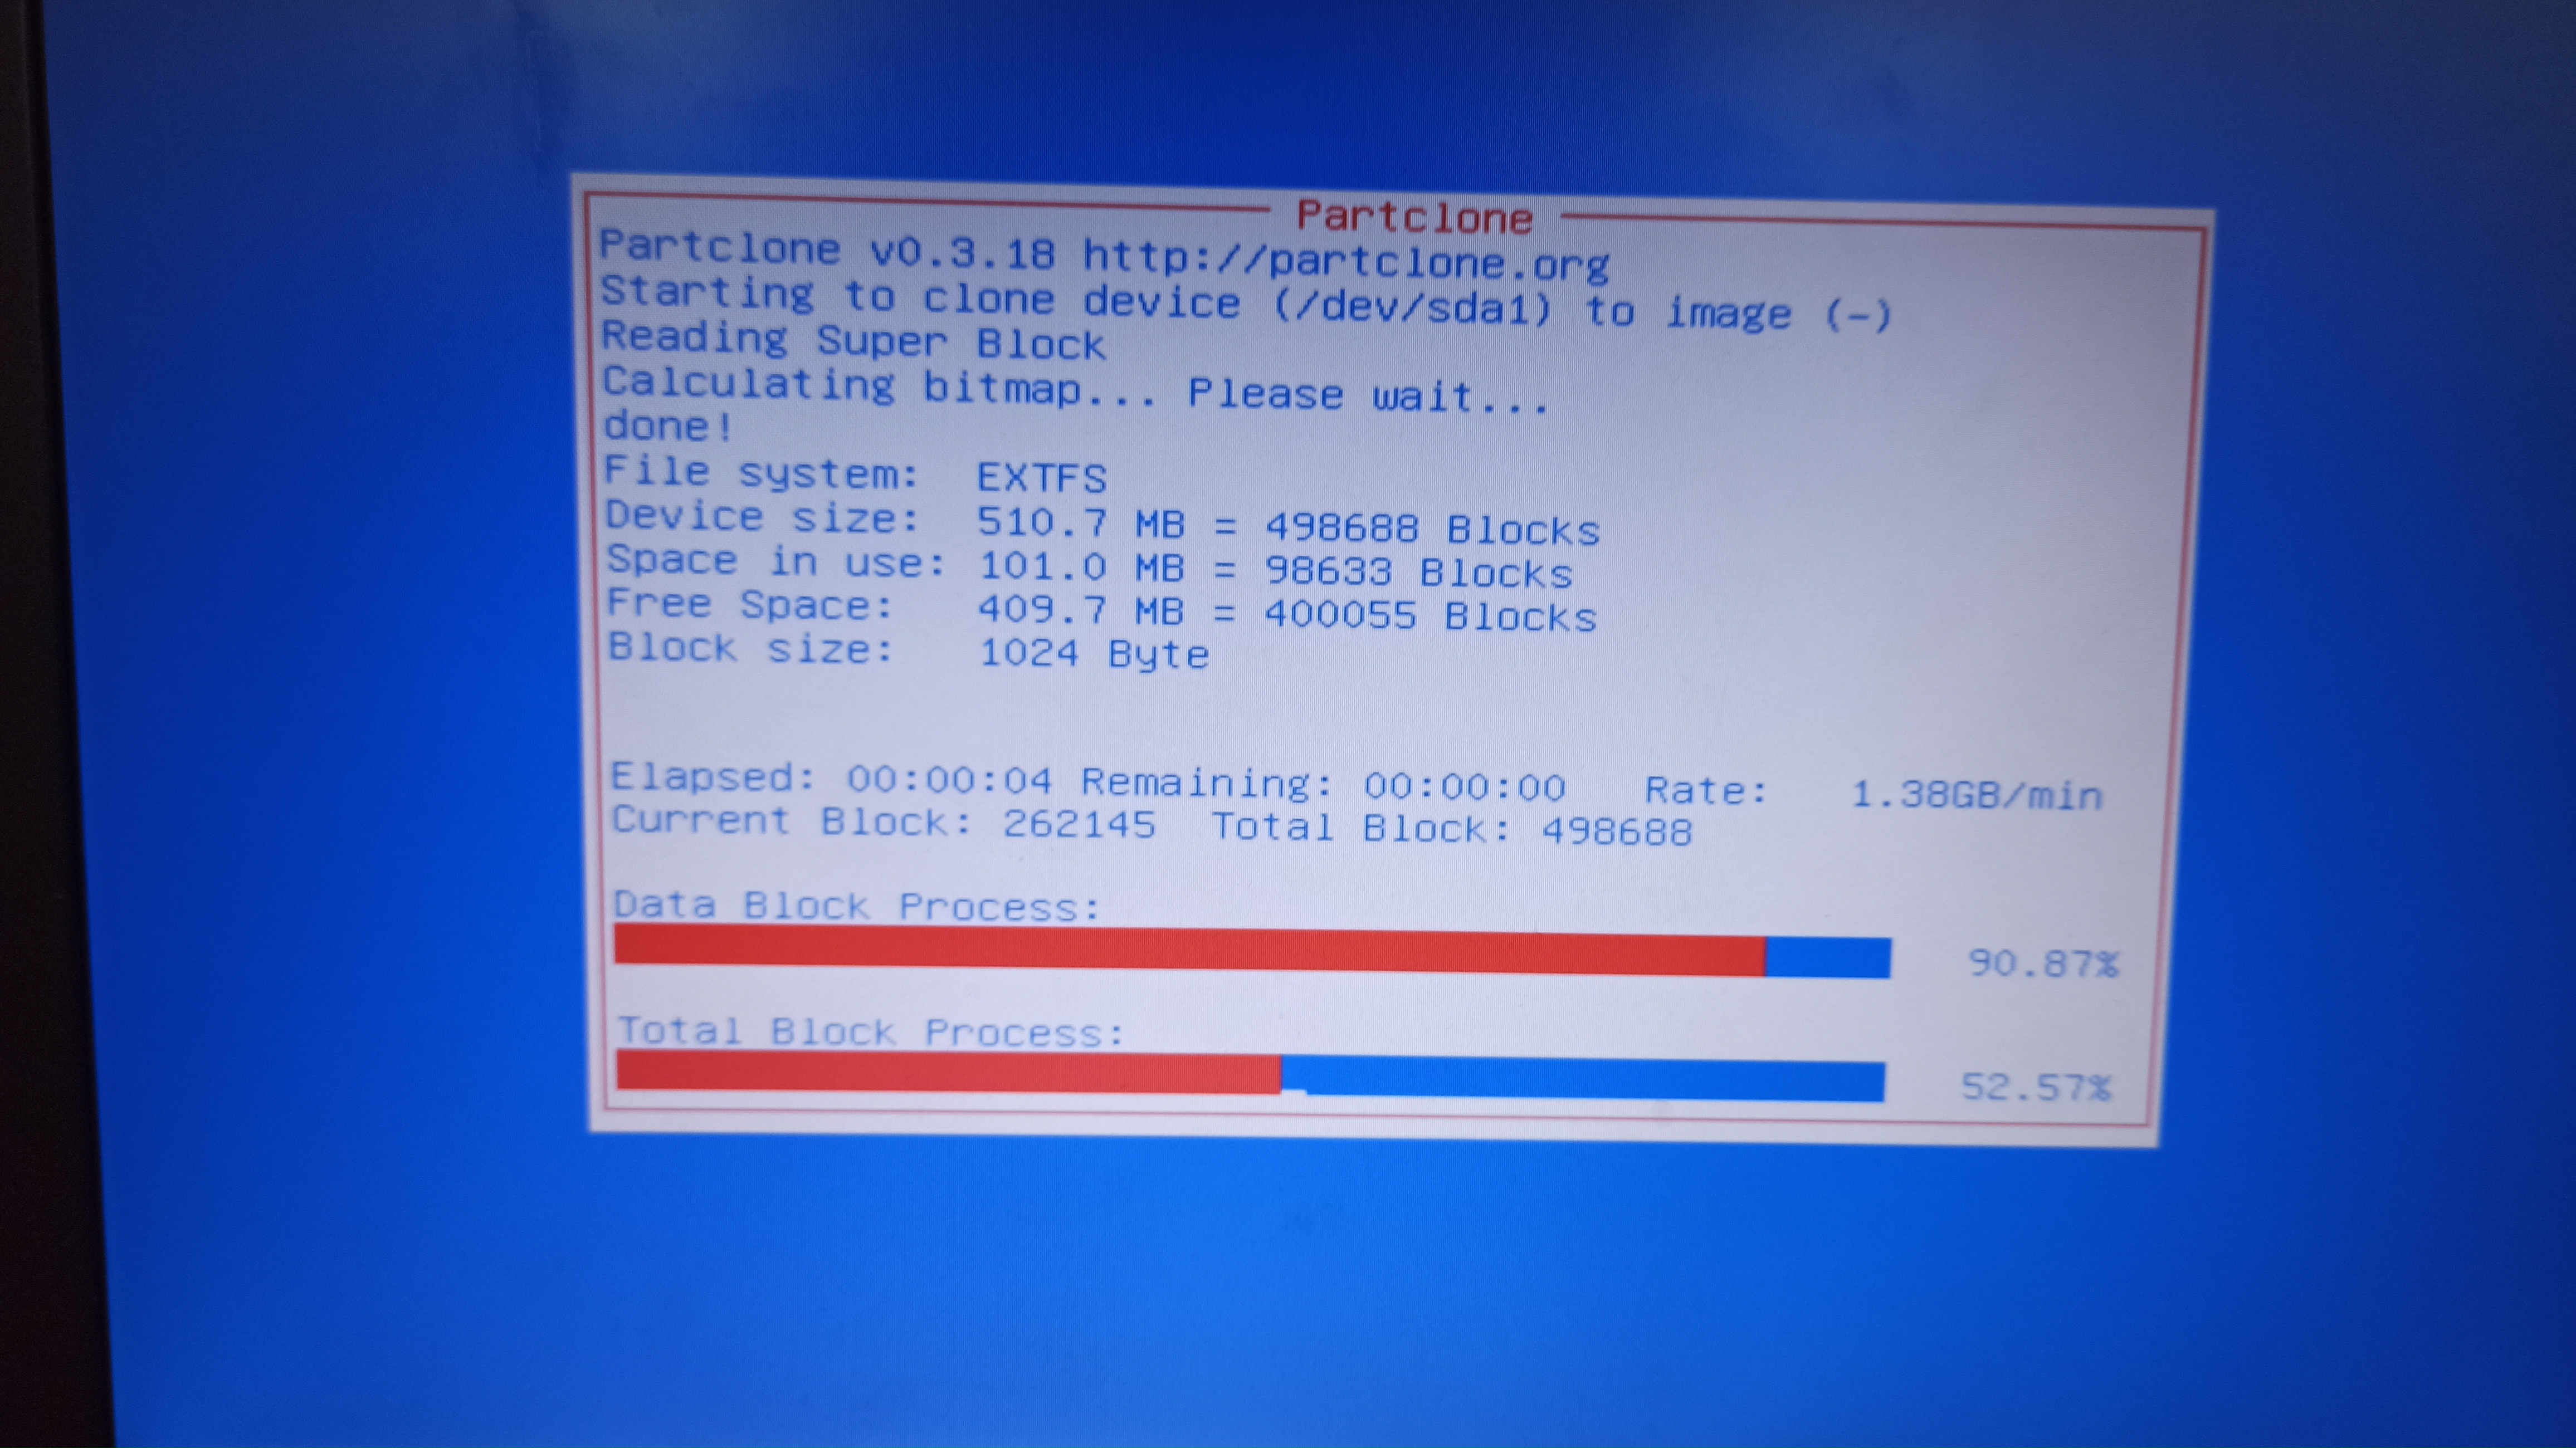 Partclone
Partclone v0.3.18 http://partclone.org
Starting to clone device (/dev/sda1) to image (-)
Reading Super Block
Calculating bitmap... Please wait...
done!
File system:  EXTFS
Device size:  510.7 MB = 498688 Blocks
Space in use: 101.0 MB = 98633 Blocks
Free Space:   409.7 MB = 400055 Blocks
Block size:   1024 Byte
Elapsed: 00:00:04 Remaining: 00:00:00   Rate:   1.38GB/min
Current Block: 262145  Total Block: 498688
Data Block Process:
90.87%
Total Block Process:
52.57%